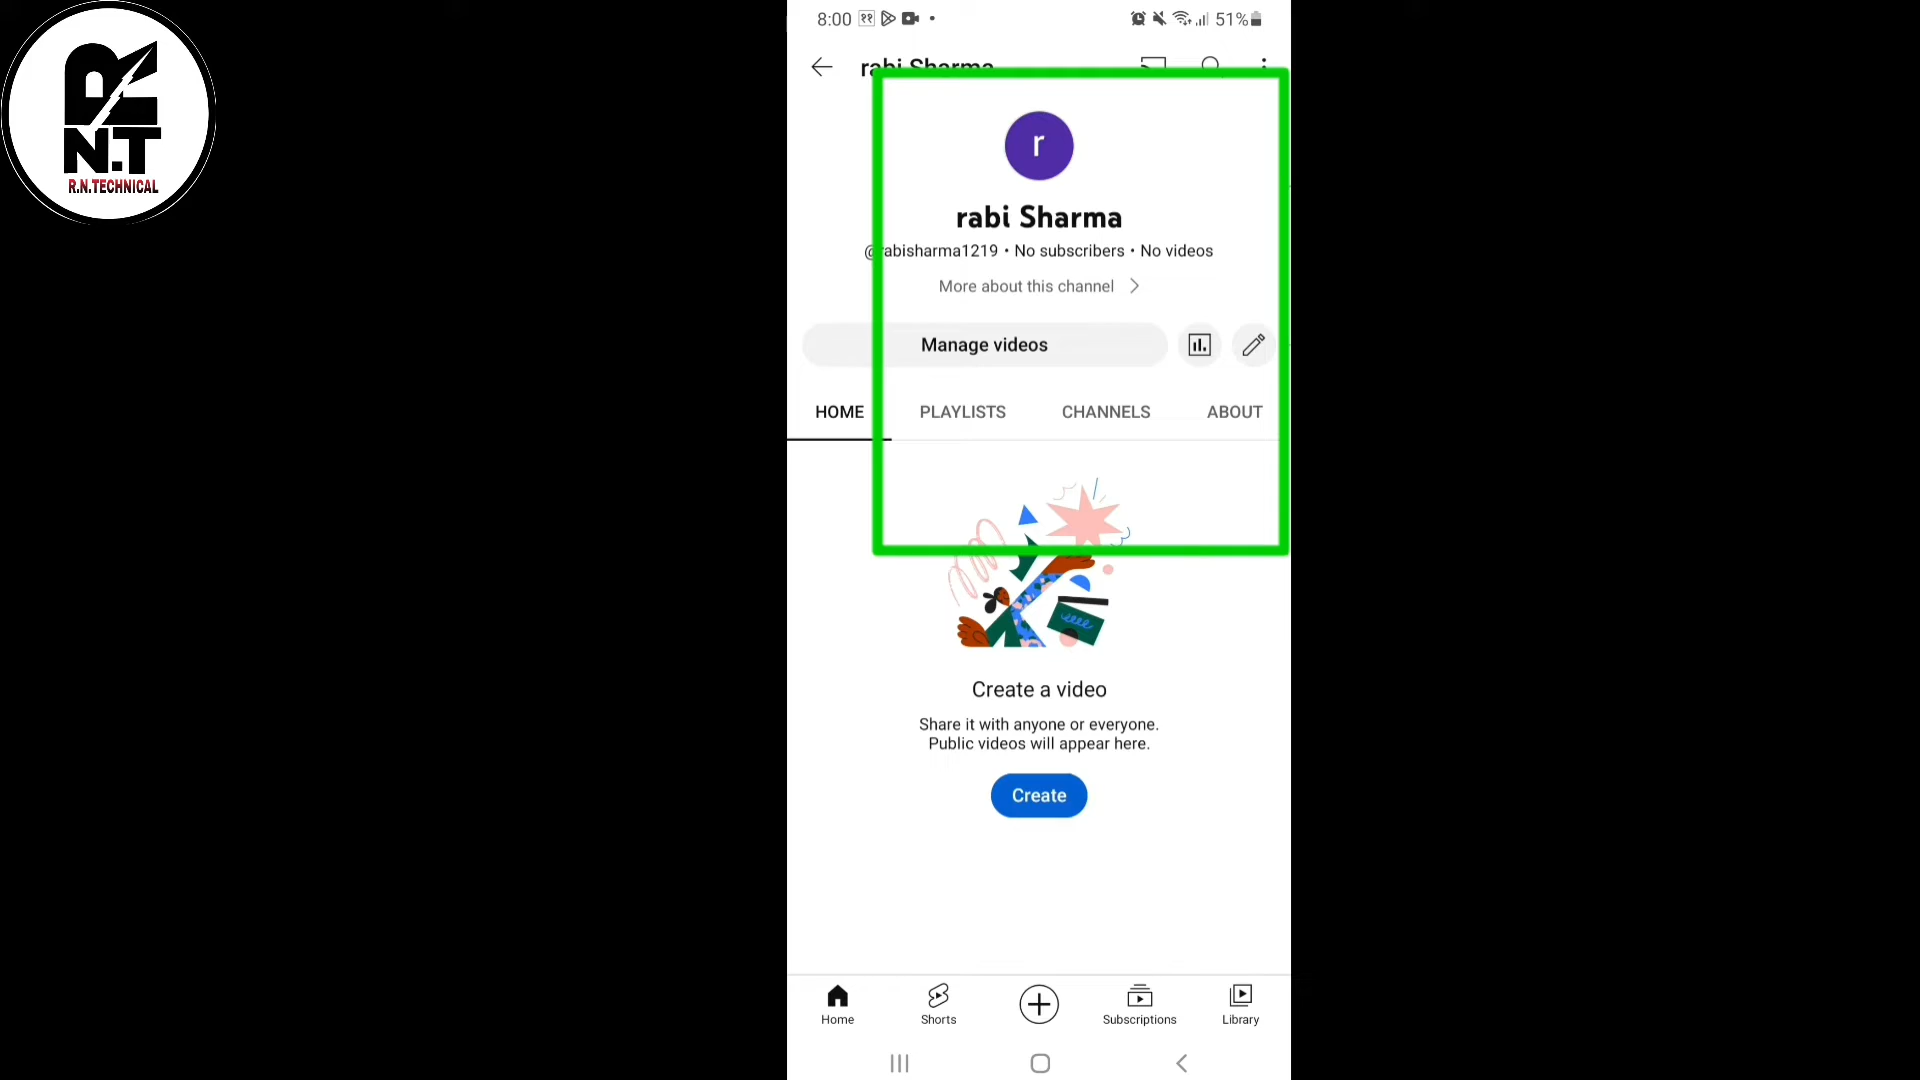 R
N.T
R.N.TECHNICAL
8:00 ११ 51%
rabi Sharma
r
rabi Sharma
@rabisharma1219 • No subscribers • No videos
More about this channel
Manage videos
HOME PLAYLISTS CHANNELS ABOUT
Create a video
Share it with anyone or everyone.
Public videos will appear here.
Create
Home Shorts Subscriptions Library